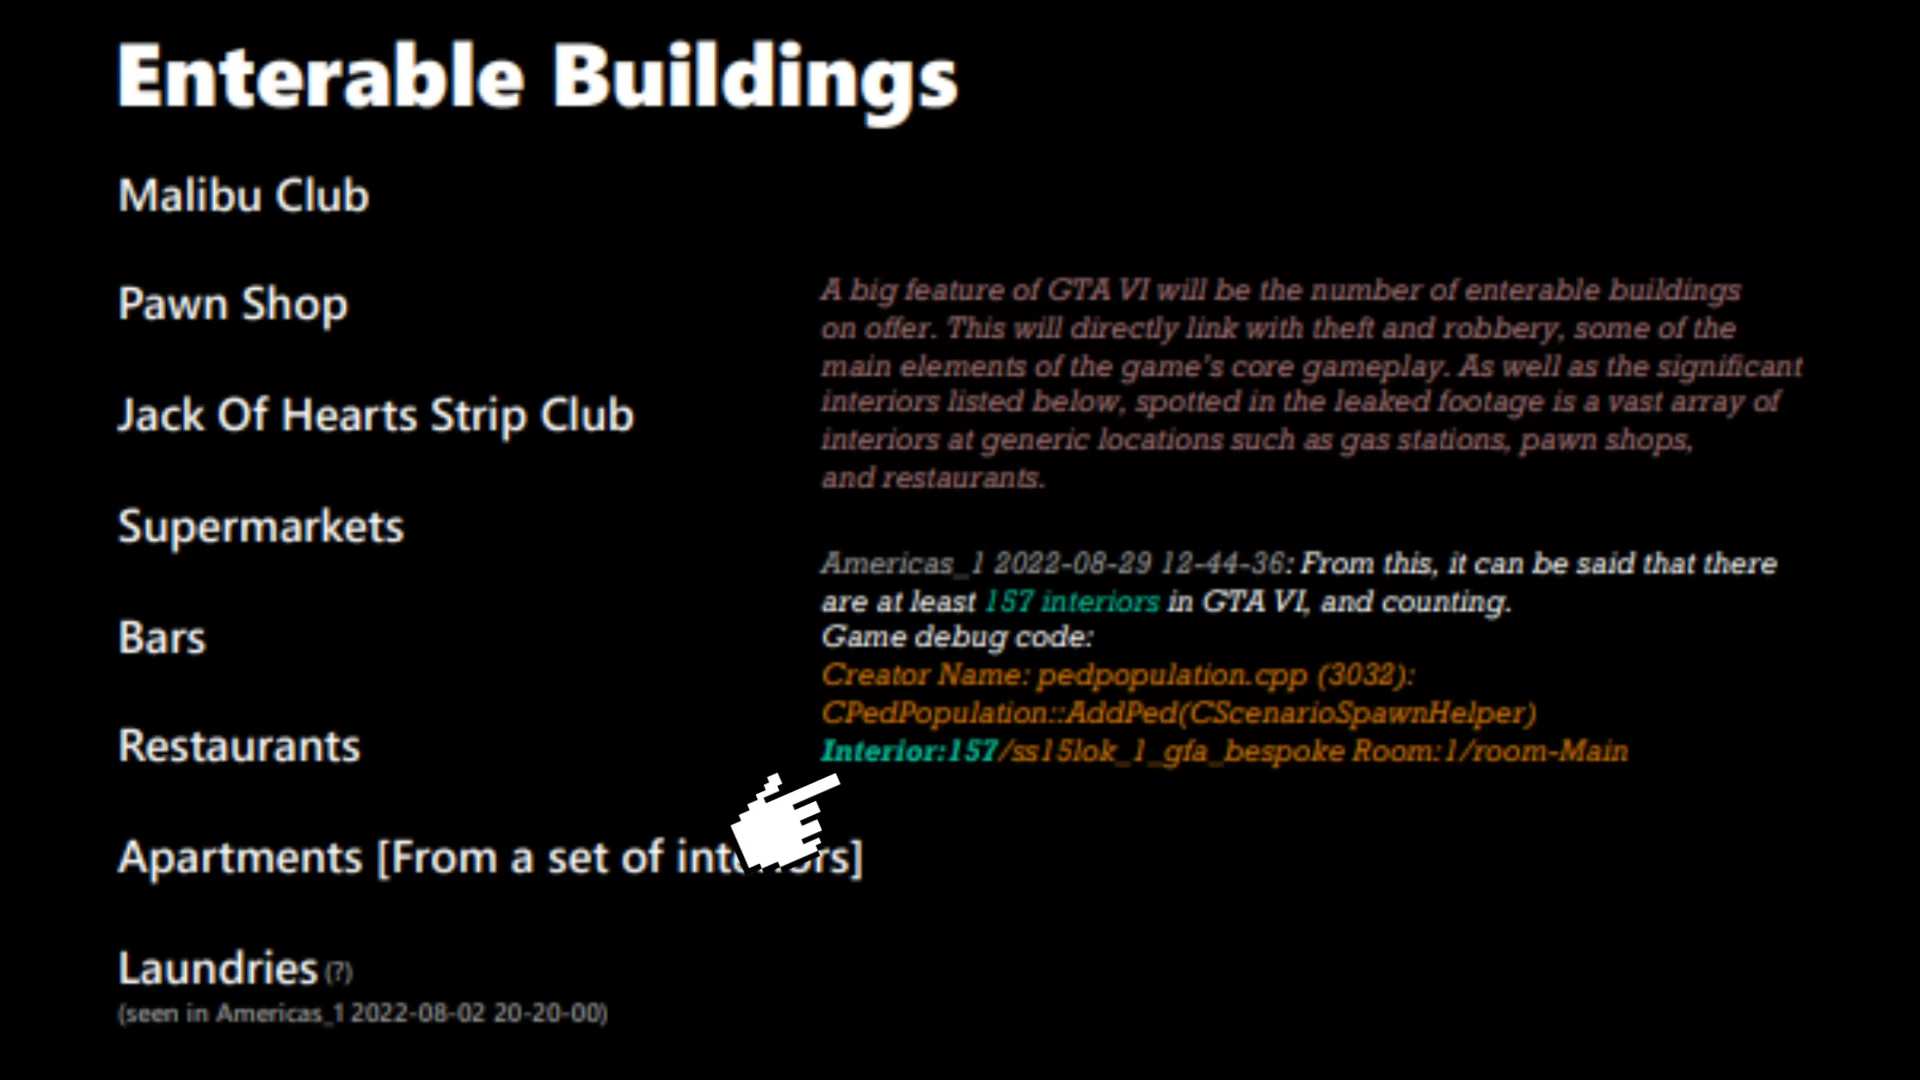 Enterable Buildings
Malibu Club
Pawn Shop
Jack Of Hearts Strip Club
Supermarkets
Bars
Restaurants
Apartments [From a set of interiors]
Laundries (?)
(seen in Americas_1 2022-08-02 20-20-00)
A big feature of GTA VI will be the number of enterable buildings
on offer. This will directly link with theft and robbery, some of the
main elements of the game's core gameplay. As well as the significant
interiors listed below, spotted in the leaked footage is a vast array of
interiors at generic locations such as gas stations, pawn shops,
and restaurants.
Americas_1 2022-08-29 12-44-36: From this, it can be said that there
are at least 157 interiors in GTA VI, and counting.
Game debug code:
Creator Name: pedpopulation.cpp (3032):
CPedPopulation::AddPed(CScenarioSpawnHelper)
Interior:157/ss15lok_1_gfa_bespoke Room:1/room-Main